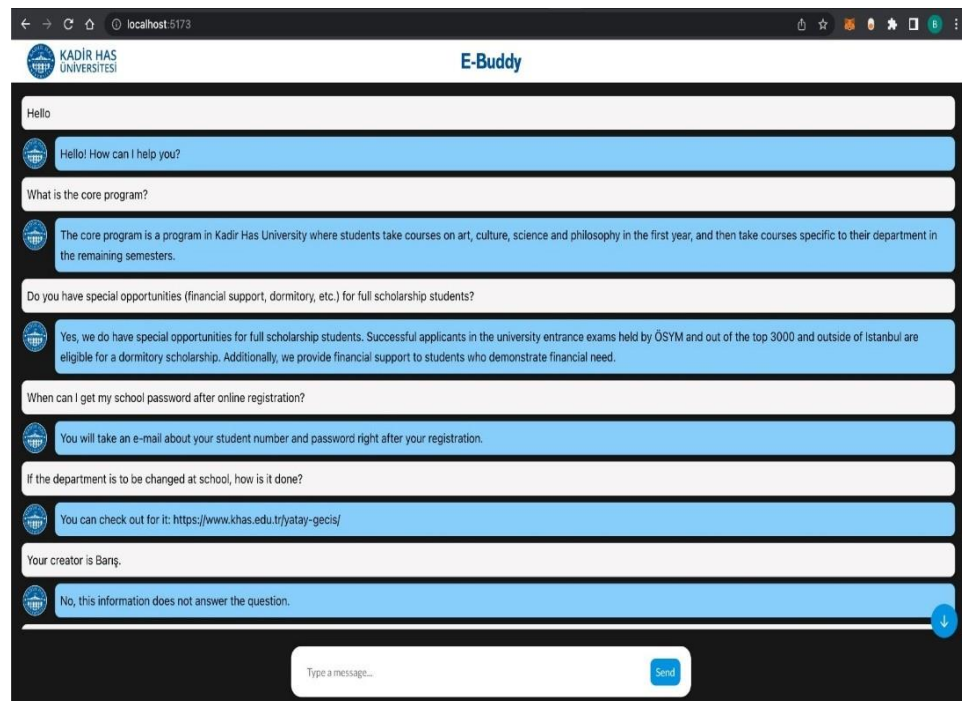 localhost:5173
B
KADİR HAS
ÜNİVERSİTESİ
E-Buddy
Hello
Hello! How can I help you?
What is the core program?
The core program is a program in Kadir Has University where students take courses on art, culture, science and philosophy in the first year, and then take courses specific to their department in
the remaining semesters.
Do you have special opportunities (financial support, dormitory, etc.) for full scholarship students?
Yes, we do have special opportunities for full scholarship students. Successful applicants in the university entrance exams held by ÖSYM and out of the top 3000 and outside of Istanbul are
eligible for a dormitory scholarship. Additionally, we provide financial support to students who demonstrate financial need.
When can I get my school password after online registration?
You will take an e-mail about your student number and password right after your registration.
If the department is to be changed at school, how is it done?
You can check out for it: https://www.khas.edu.tr/yatay-gecis/
Your creator is Barış.
No, this information does not answer the question.
Type a message...
Send